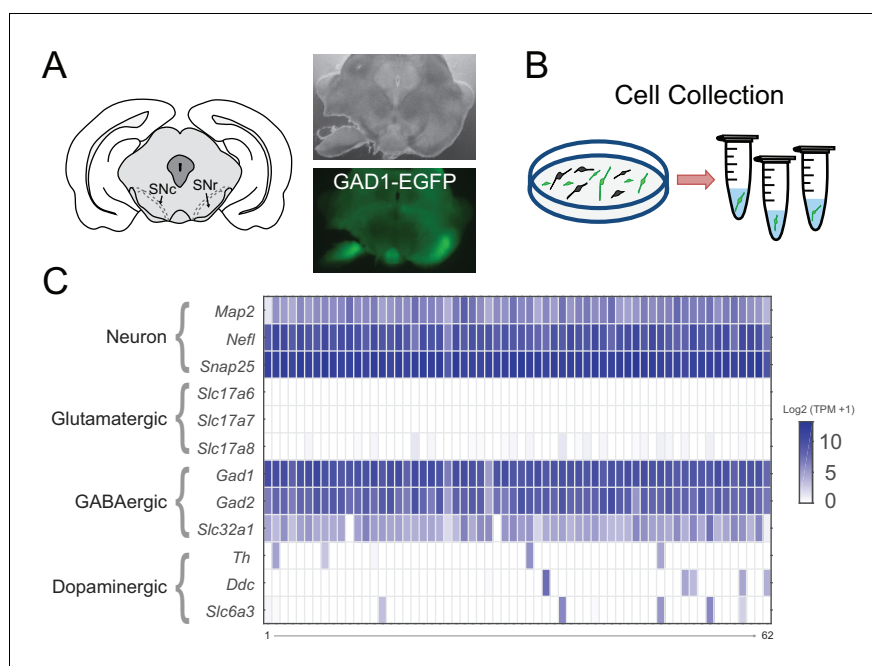 A
SNc
SNr
GAD1-EGFP
B
Cell Collection
C
Neuron
Map2
Nefl
Snap25
Glutamatergic
Slc17a6
Slc17a7
Slc17a8
GABAergic
Gad1
Gad2
Slc32a1
Dopaminergic
Th
Ddc
Slc6a3
1
62
Log2 (TPM +1)
10
5
0